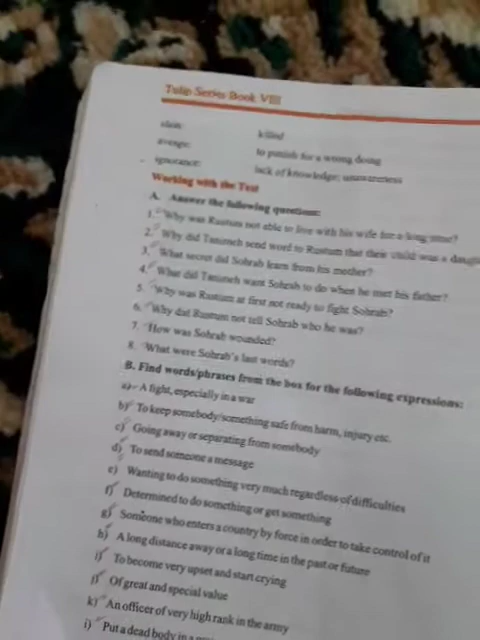 Tulip Series Book VIII
slain: killed
avenge: to punish for a wrong doing
ignorance: lack of knowledge; unawareness
Working with the Text
A. Answer the following questions:
1. Why was Rustum not able to live with his wife for a long time?
2. Why did Tanimeh send word to Rustum that their child was a
3. What secret did Sohrab learn from his mother?
4. What did Tanimeh want Sohrab to do when he met his father?
5. Why was Rustum at first not ready to fight Sohrab?
6. Why did Rustum not tell Sohrab who he was?
7. How was Sohrab wounded?
8. What were Sohrab's last words?
B. Find words/phrases from the box for the following expressions:
a) A fight, especially in a war
b) To keep somebody/something safe from harm, injury etc.
c) Going away or separating from somebody
d) To send someone a message
e) Wanting to do something very much regardless of difficulties
f) Determined to do something or get something
g) Someone who enters a country by force in order to take control of it
h) A long distance away or a long time in the past or future
i) To become very upset and start crying
j) Of great and special value
k) An officer of very high rank in the army
l) Put a dead body in a